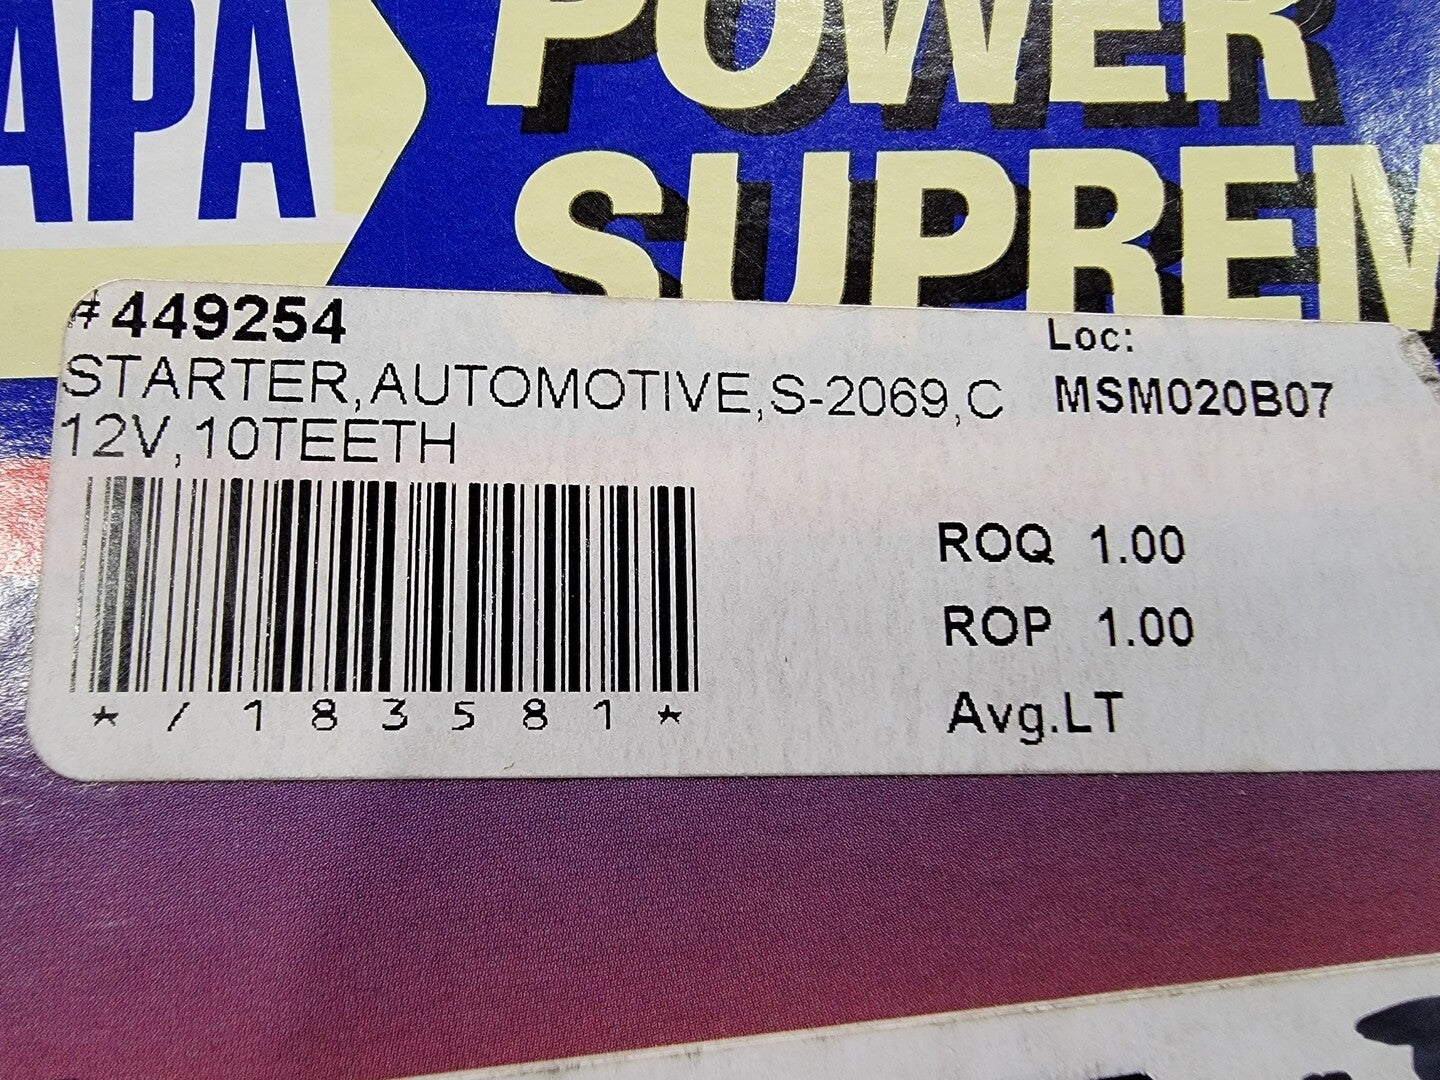 APA
POWER
SUPREM
#449254
STARTER,AUTOMOTIVE,S-2069,C
12V,10TEETH
Loc:
MSM020B07
ROQ 1.00
ROP 1.00
Avg.LT
*/183581*